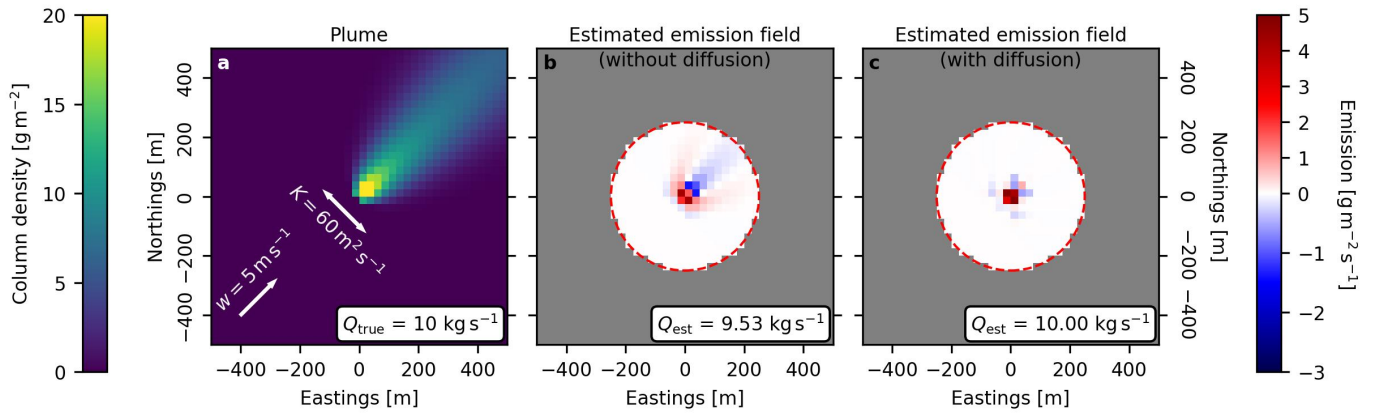 Plume
Estimated emission field
(without diffusion)
Estimated emission field
(with diffusion)
a
b
c
20
15
10
5
0
Column density [g m⁻²]
400
200
0
−200
−400
Northings [m]
K = 60 m² s⁻¹
w = 5 m s⁻¹
Q_true = 10 kg s⁻¹
Q_est = 9.53 kg s⁻¹
Q_est = 10.00 kg s⁻¹
−400 −200 0 200 400
−400 −200 0 200 400
−400 −200 0 200 400
Eastings [m]
Eastings [m]
Eastings [m]
400
200
0
−200
−400
Northings [m]
5
4
3
2
1
0
−1
−2
−3
Emission [g m⁻² s⁻¹]